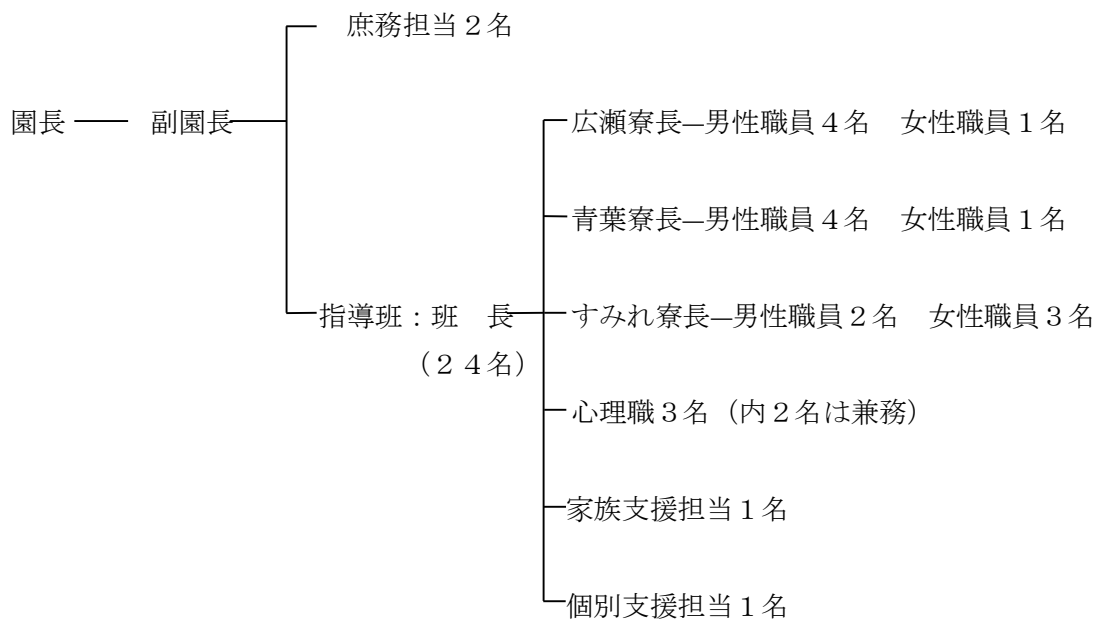 庶務担当２名
園長 ― 副園長
広瀬寮長―男性職員４名　女性職員１名
青葉寮長―男性職員４名　女性職員１名
指導班：班　長
すみれ寮長―男性職員２名　女性職員３名
（２４名）
心理職３名（内２名は兼務）
家族支援担当１名
個別支援担当１名